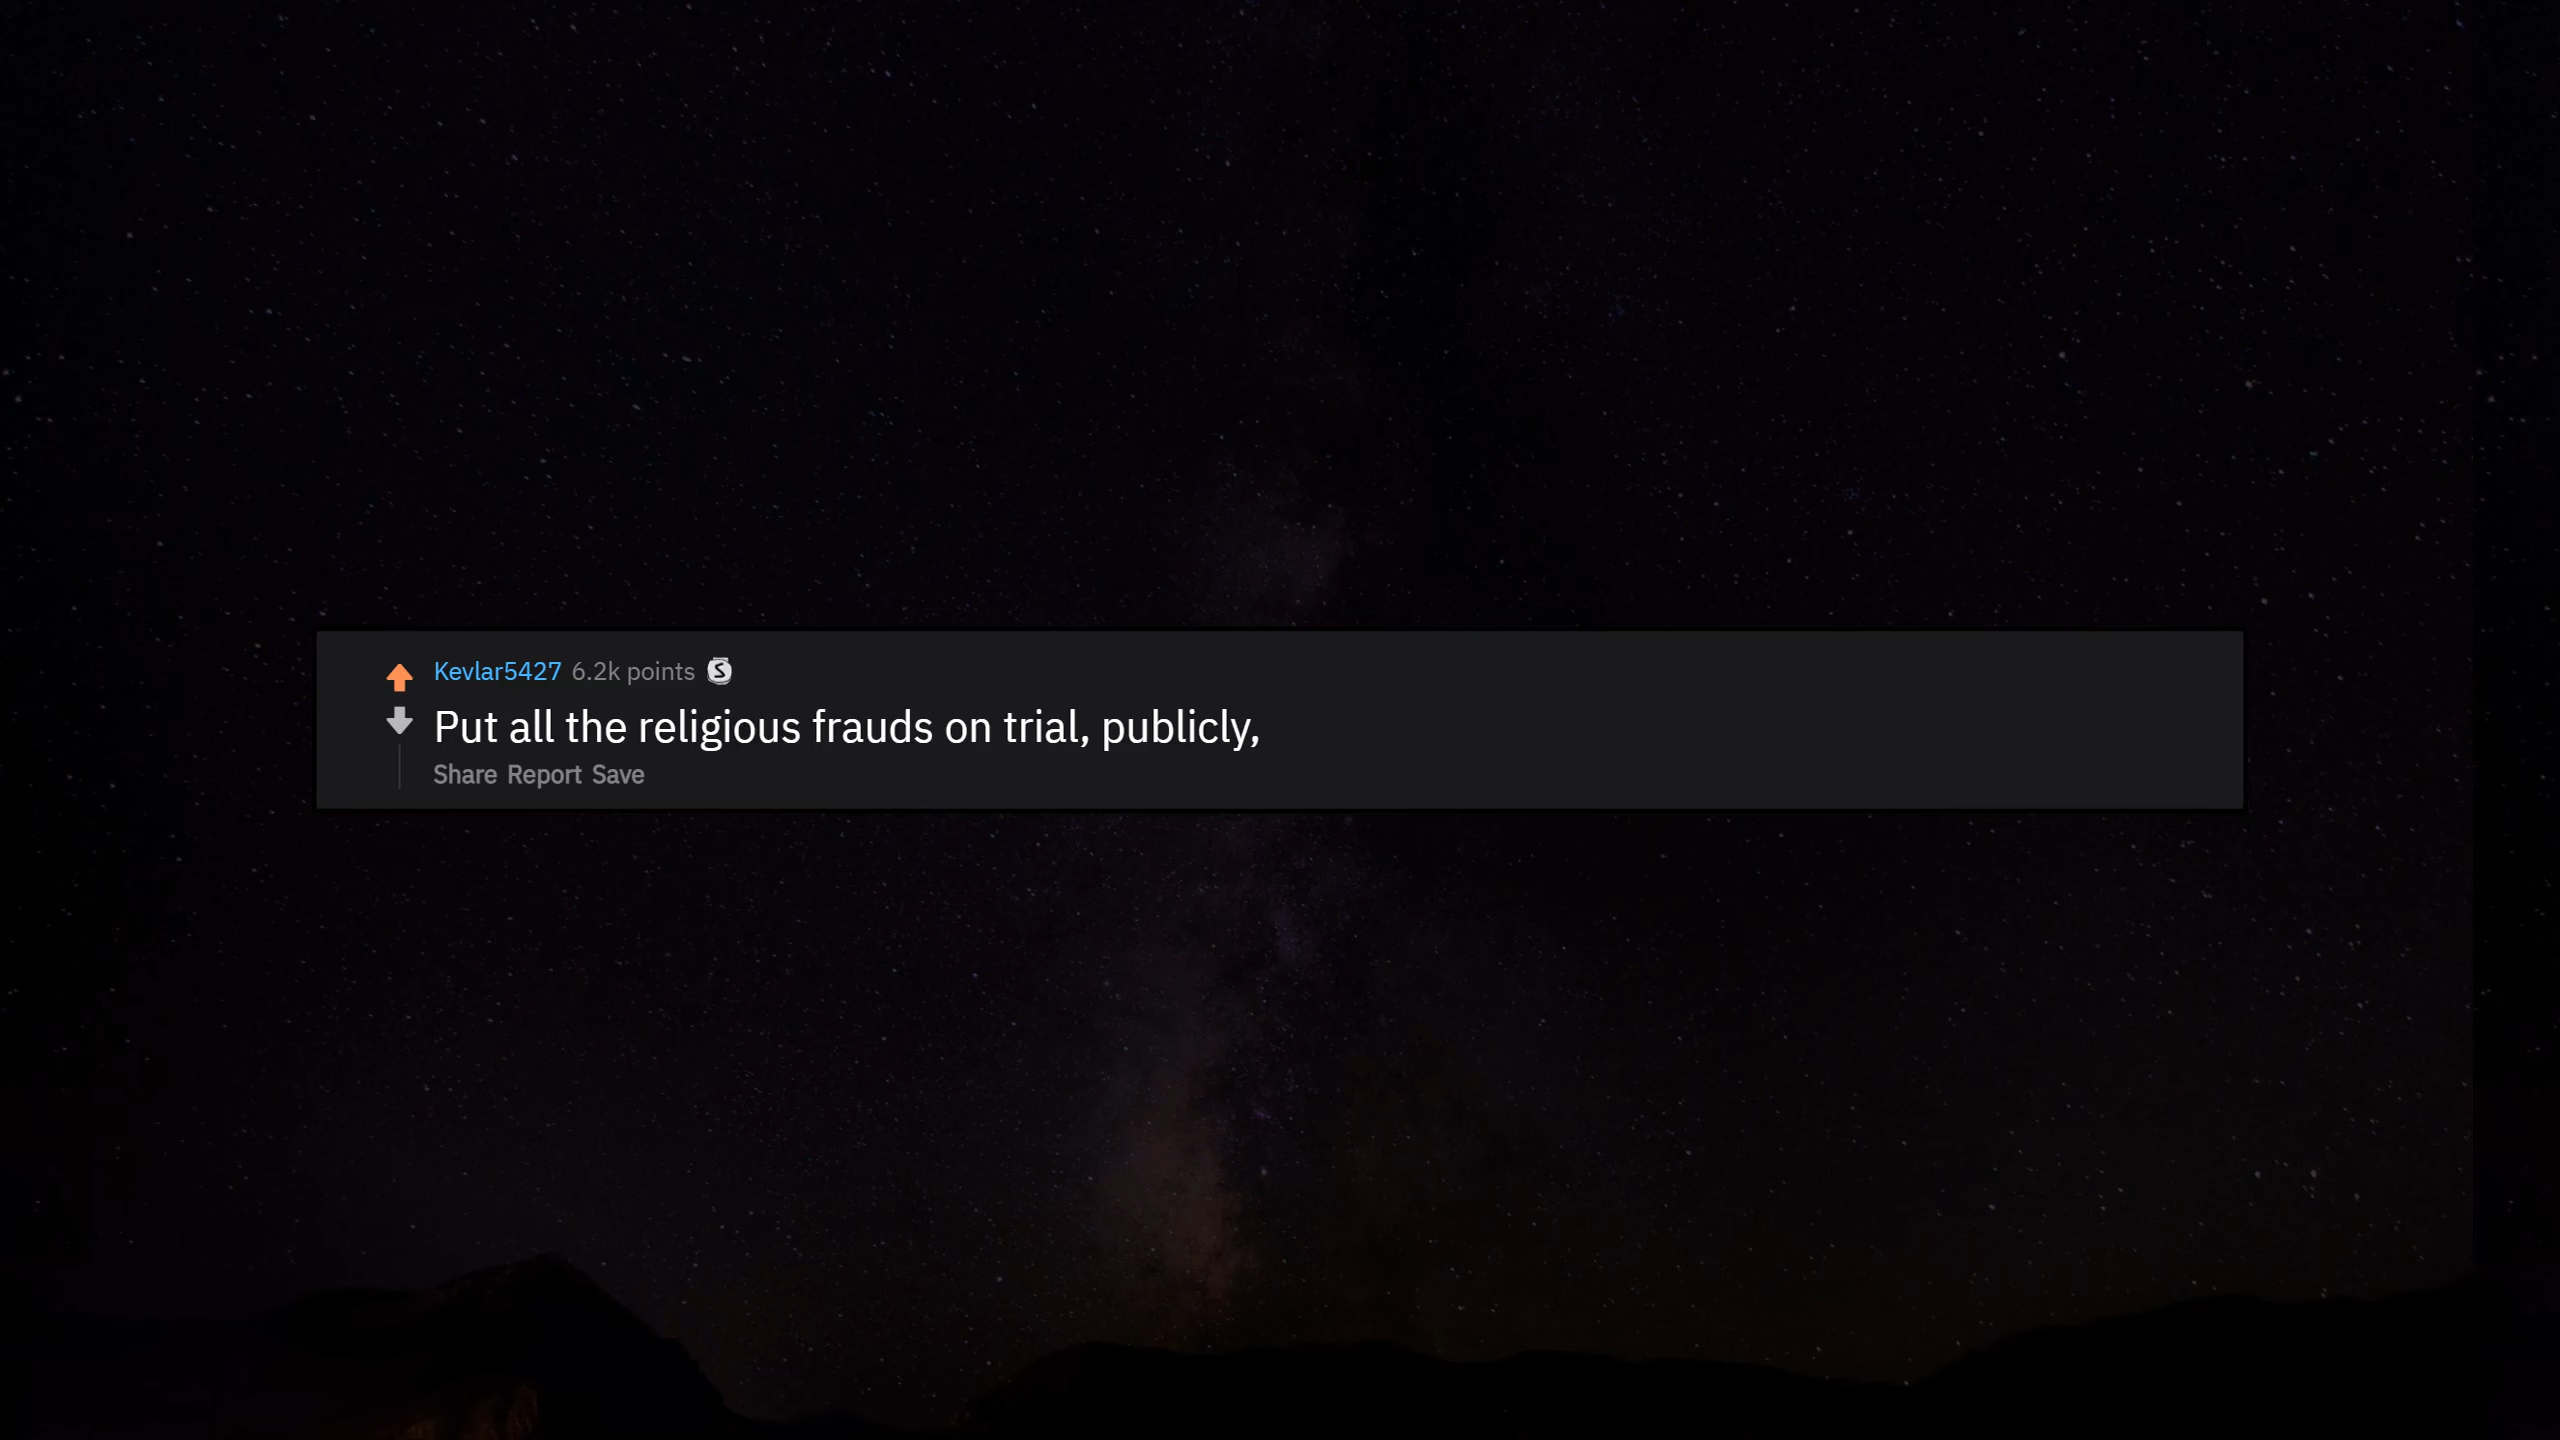 Kevlar5427 6.2k points S
Put all the religious frauds on trial, publicly,
Share Report Save